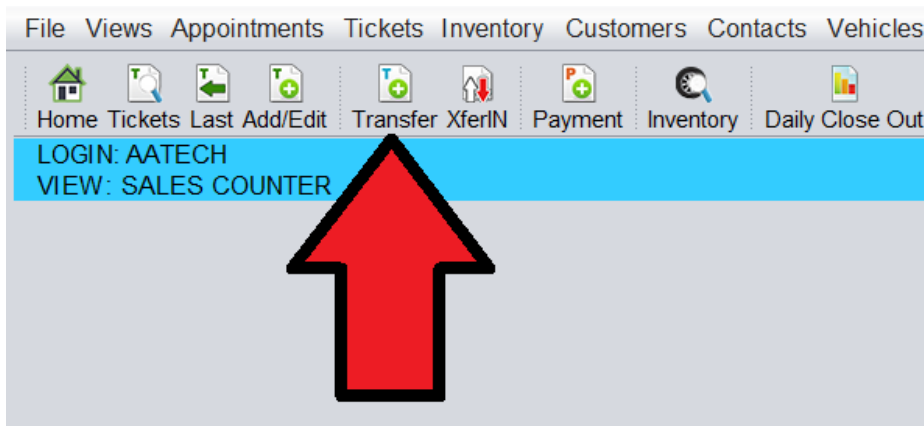 File Views Appointments Tickets Inventory Customers Contacts Vehicles
T T T T P
Home Tickets Last Add/Edit Transfer XferIN Payment Inventory Daily Close Out
LOGIN: AATECH
VIEW: SALES COUNTER